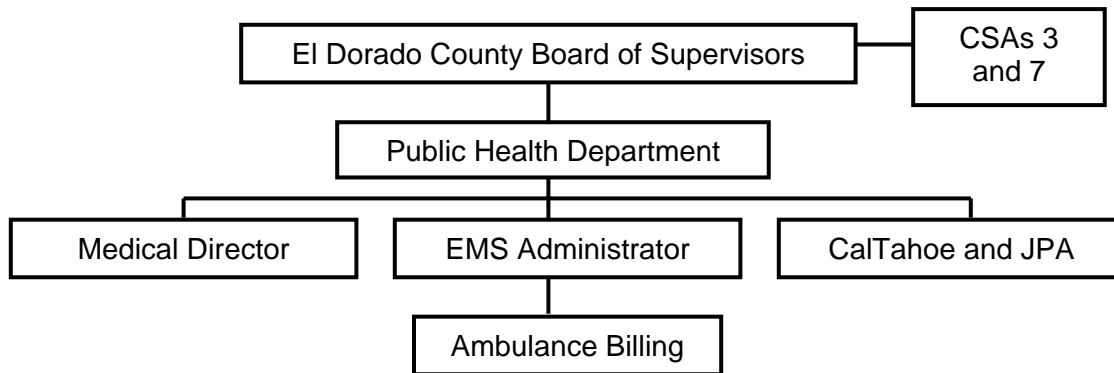 El Dorado County Board of Supervisors
CSAs 3
and 7
Public Health Department
Medical Director
EMS Administrator
CalTahoe and JPA
Ambulance Billing